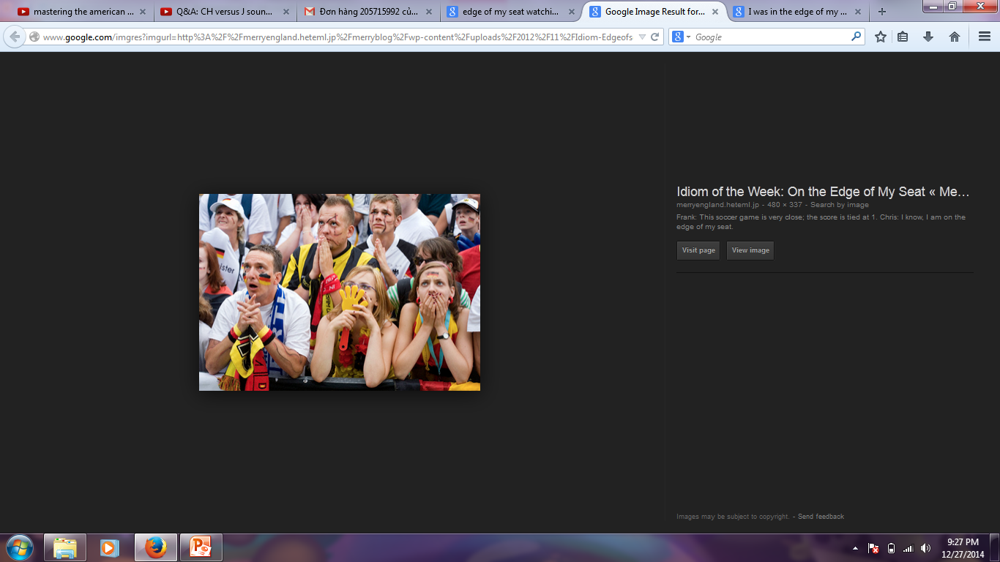 mastering the american ...
Q&A: CH versus J soun...
Đơn hàng 205715992 củ...
edge of my seat watchi...
Google Image Result for...
I was in the edge of my ...
www.google.com/imgres?imgurl=http%3A%2F%2Fmerryengland.heteml.jp%2Fmerryblog%2Fwp-content%2Fuploads%2F2012%2F11%2FIdiom-Edgeofs
Google
Idiom of the Week: On the Edge of My Seat « Me...
merryengland.heteml.jp - 480 × 337 - Search by image
Frank: This soccer game is very close; the score is tied at 1. Chris: I know, I am on the
edge of my seat.
Visit page
View image
Images may be subject to copyright. - Send feedback
9:27 PM
12/27/2014